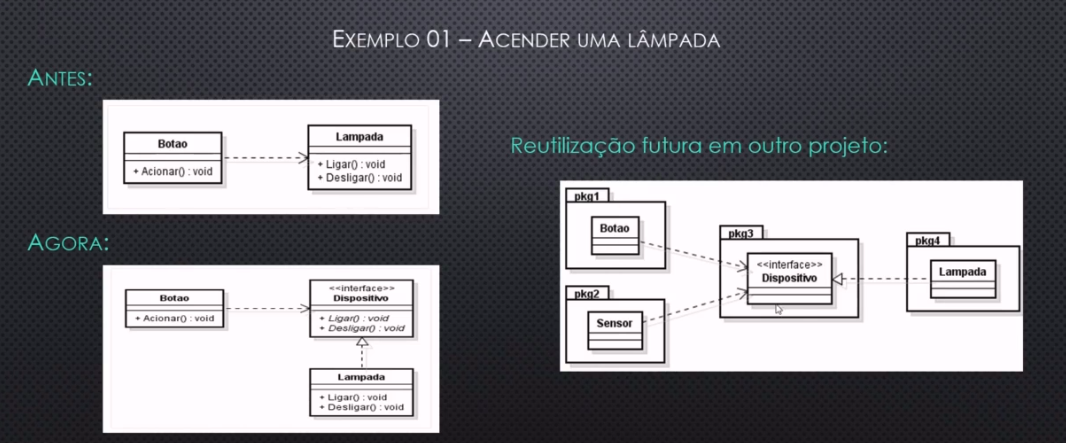 EXEMPLO 01 – ACENDER UMA LÂMPADA
ANTES:
Botao
+ Acionar() : void
Lampada
+ Ligar() : void
+ Desligar() : void
AGORA:
Botao
+ Acionar() : void
<<interface>>
Dispositivo
+ Ligar() : void
+ Desligar() : void
Lampada
+ Ligar() : void
+ Desligar() : void
Reutilização futura em outro projeto:
pkg1
Botao
pkg2
Sensor
pkg3
<<interface>>
Dispositivo
pkg4
Lampada